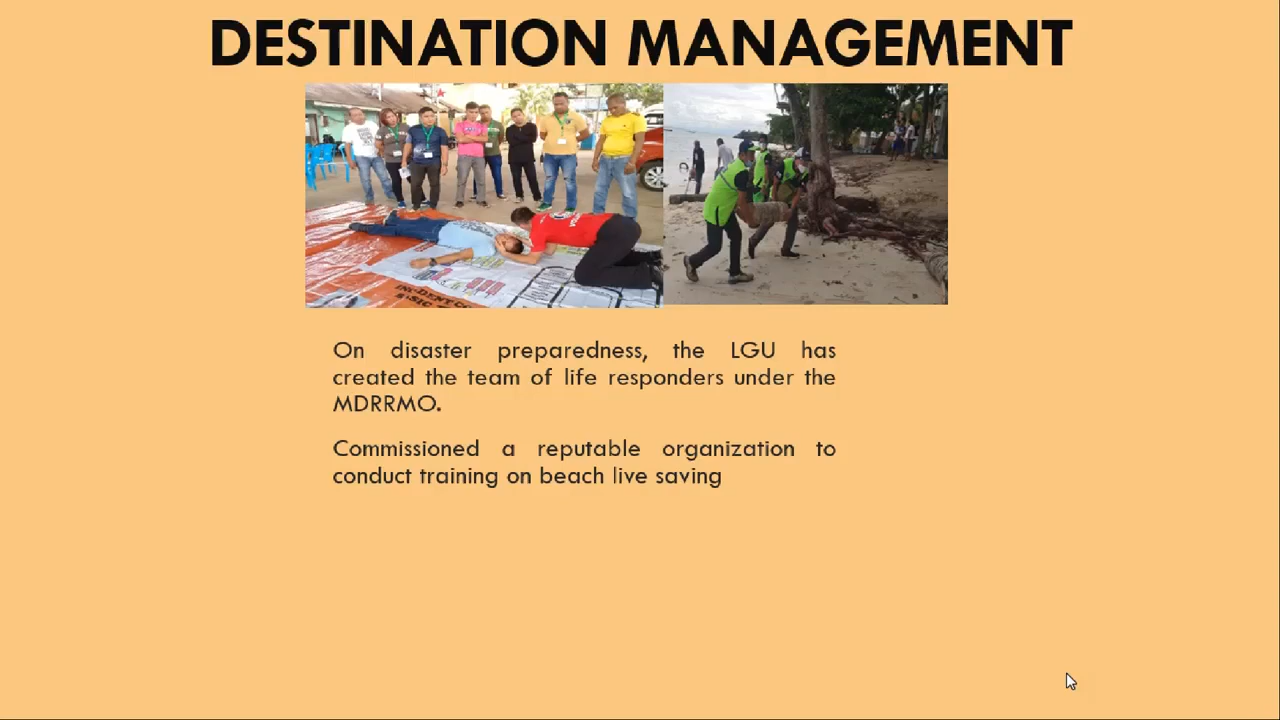 DESTINATION MANAGEMENT
On disaster preparedness, the LGU has
created the team of life responders under the
MDRRMO.
Commissioned a reputable organization to
conduct training on beach live saving